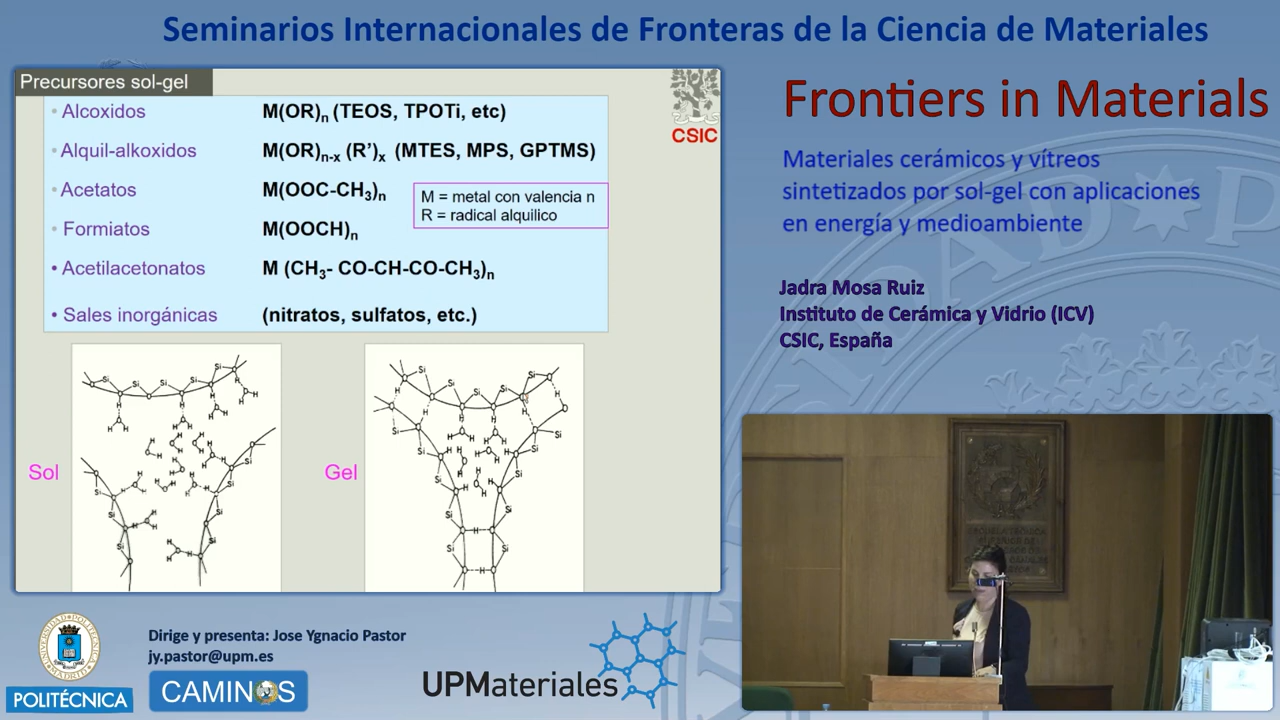 Seminarios Internacionales de Fronteras de la Ciencia de Materiales
Precursores sol-gel
CSIC
• Alcoxidos M(OR)n (TEOS, TPOTi, etc)
• Alquil-alkoxidos M(OR)n-x (R’)x (MTES, MPS, GPTMS)
• Acetatos M(OOC-CH3)n
M = metal con valencia n
R = radical alquilico
• Formiatos M(OOCH)n
• Acetilacetonatos M (CH3- CO-CH-CO-CH3)n
• Sales inorgánicas (nitratos, sulfatos, etc.)
Sol
Gel
Frontiers in Materials
Materiales cerámicos y vítreos
sintetizados por sol-gel con aplicaciones
en energía y medioambiente
Jadra Mosa Ruiz
Instituto de Cerámica y Vidrio (ICV)
CSIC, España
Dirige y presenta: Jose Ygnacio Pastor
jy.pastor@upm.es
POLITÉCNICA
CAMINOS
UPMateriales